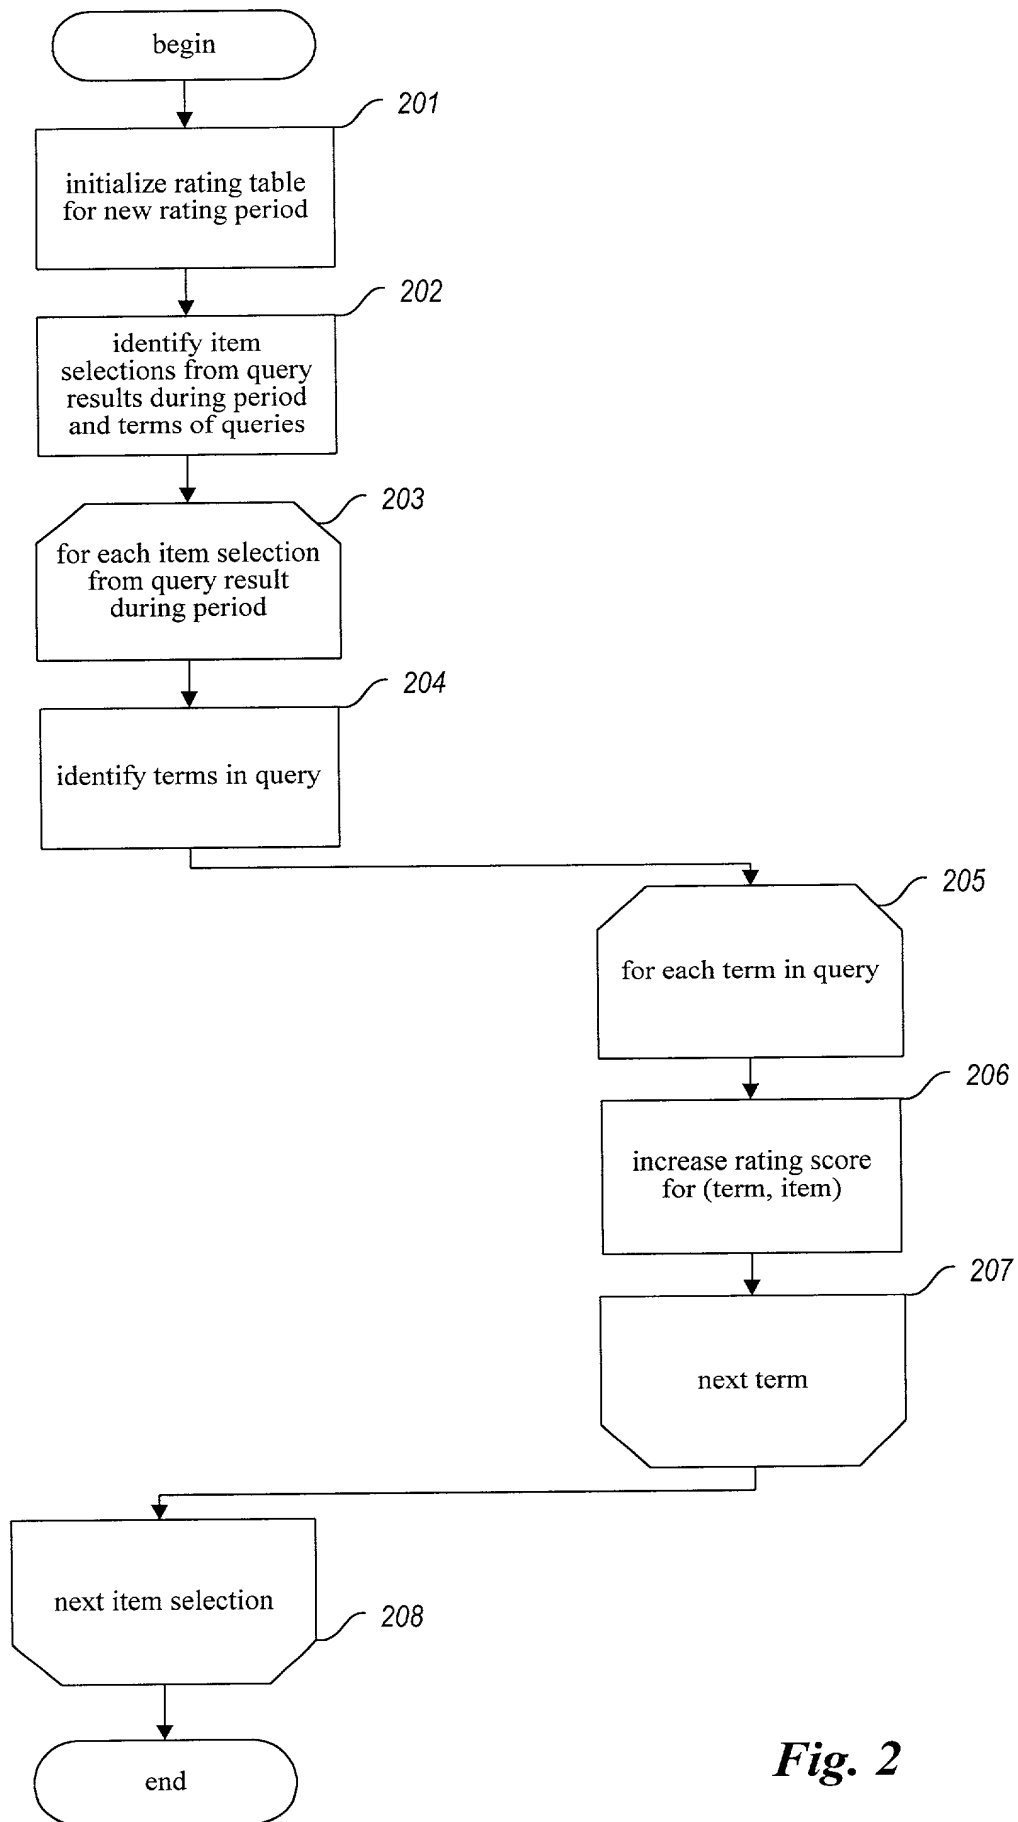 begin
201
initialize rating table
for new rating period
202
identify item
selections from query
results during period
and terms of queries
203
for each item selection
from query result
during period
204
identify terms in query
205
for each term in query
206
increase rating score
for (term, item)
207
next term
next item selection
208
end
Fig. 2